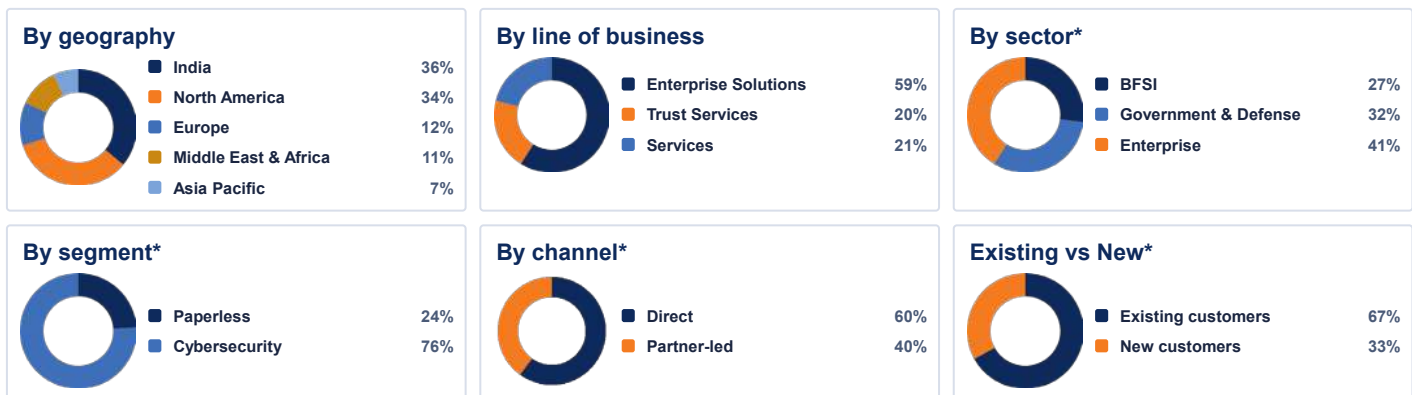 By geography
India 36%
North America 34%
Europe 12%
Middle East & Africa 11%
Asia Pacific 7%
By line of business
Enterprise Solutions 59%
Trust Services 20%
Services 21%
By sector*
BFSI 27%
Government & Defense 32%
Enterprise 41%
By segment*
Paperless 24%
Cybersecurity 76%
By channel*
Direct 60%
Partner-led 40%
Existing vs New*
Existing customers 67%
New customers 33%